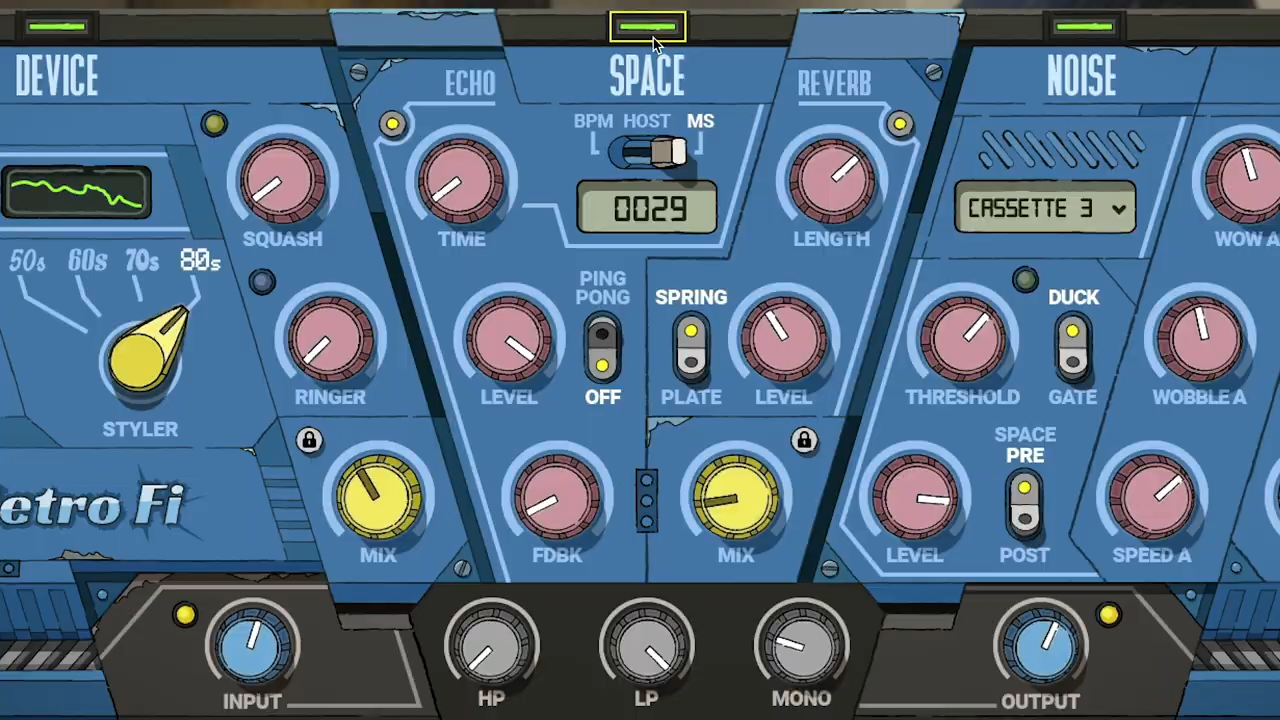 DEVICE
ECHO
SPACE
REVERB
NOISE
BPM HOST MS
0029
CASSETTE 3
SQUASH
TIME
LENGTH
WOW A
50s 60s 70s 80s
PING
PONG
SPRING
DUCK
RINGER
LEVEL
OFF
PLATE
LEVEL
THRESHOLD
GATE
WOBBLE A
STYLER
SPACE
PRE
etro Fi
MIX
FDBK
MIX
LEVEL
POST
SPEED A
INPUT
HP
LP
MONO
OUTPUT